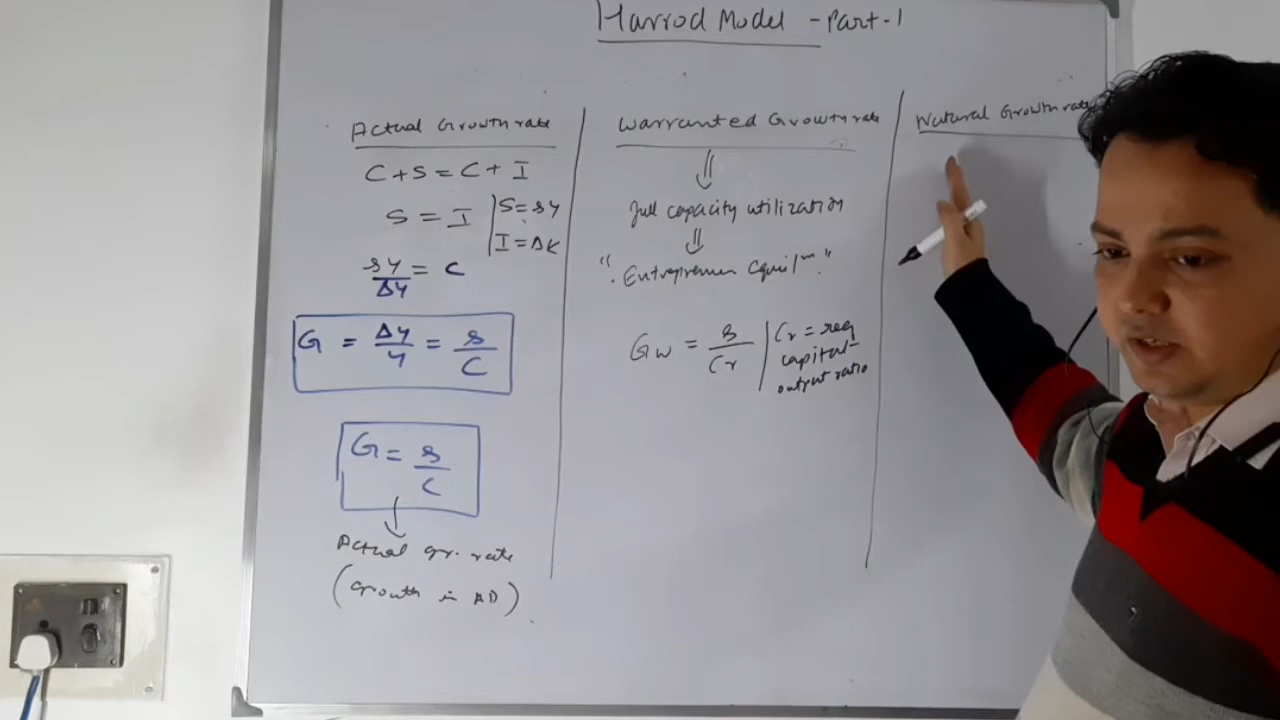 Harrod Model - Part-1
Actual Growth rate
C + S = C + I
S = I | S = sY
I = ΔK
sY/ΔY = C
G = ΔY/Y = s/C
G = s/C
Actual gr. rate
(Growth in AD)
Warranted Growth rate
⇓
full capacity utilization
⇓
"Entrepreneur Equilm."
Gw = s/Cr | Cr = req
capital-
output ratio
Natural Growth rate